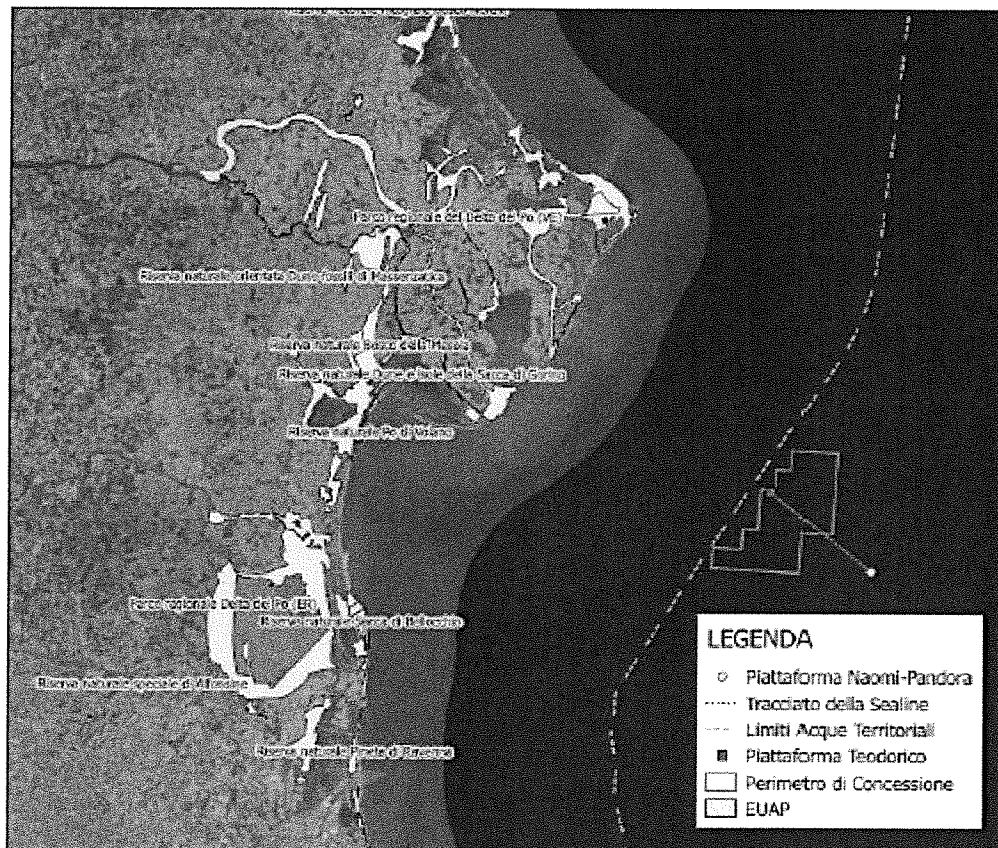 Parco regionale del Delta del Po (VE)
Riserva naturale orientata Dune fossili di Massenzatica
Riserva naturale Bosco della Mesola
Riserva naturale Dune e Isole della Sacca di Gorino
Riserva naturale Po di Volano
Parco regionale Delta del Po (ER)
Riserva naturale Sacca di Bellocchio
Riserva naturale speciale di Alfonsine
Riserva naturale Pineta di Ravenna
LEGENDA
Piattaforma Naomi-Pandora
Tracciato della Sealine
Limiti Acque Territoriali
Piattaforma Teodorico
Perimetro di Concessione
EUAP